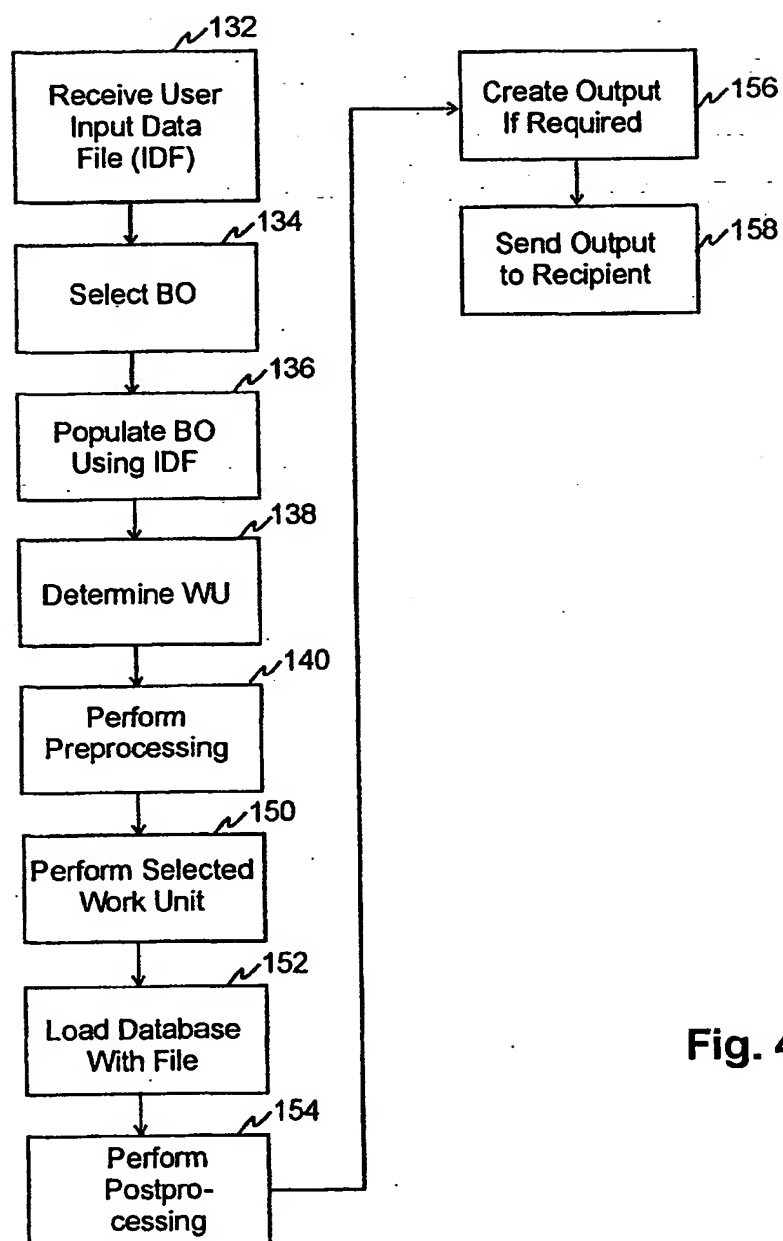 132
Receive User
Input Data
File (IDF)
134
Select BO
136
Populate BO
Using IDF
138
Determine WU
140
Perform
Preprocessing
150
Perform Selected
Work Unit
152
Load Database
With File
154
Perform
Postpro-
cessing
Create Output
If Required
156
Send Output
to Recipient
158
Fig. 4